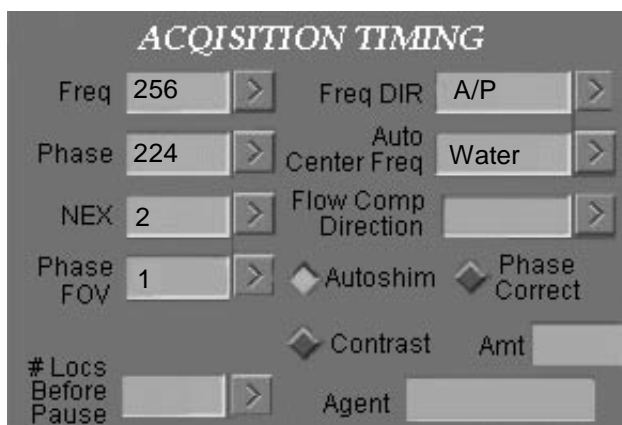 ACQISITION TIMING
Freq 256 > Freq DIR A/P >
Phase 224 > Auto Center Freq Water >
NEX 2 > Flow Comp Direction >
Phase FOV 1 > Autoshim Phase Correct
Contrast Amt
# Locs Before Pause > Agent